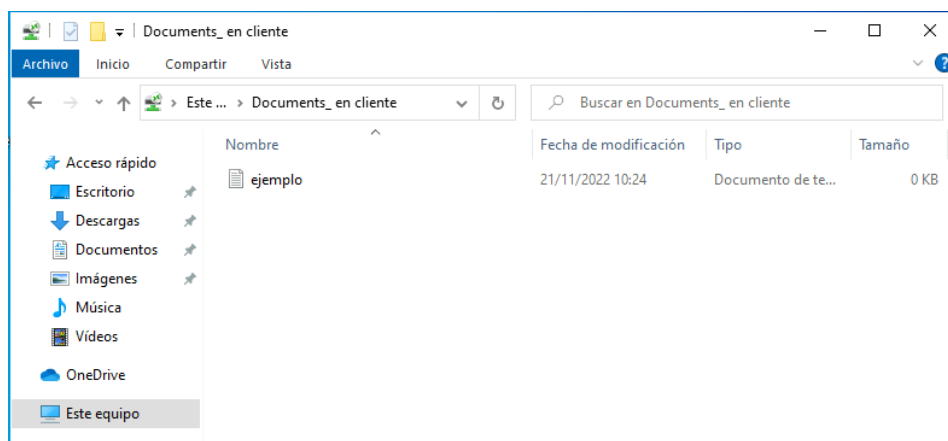 Documents_ en cliente
Archivo Inicio Compartir Vista
Este ... Documents_ en cliente Buscar en Documents_ en cliente
Nombre Fecha de modificación Tipo Tamaño
Acceso rápido
ejemplo 21/11/2022 10:24 Documento de te... 0 KB
Escritorio
Descargas
Documentos
Imágenes
Música
Vídeos
OneDrive
Este equipo